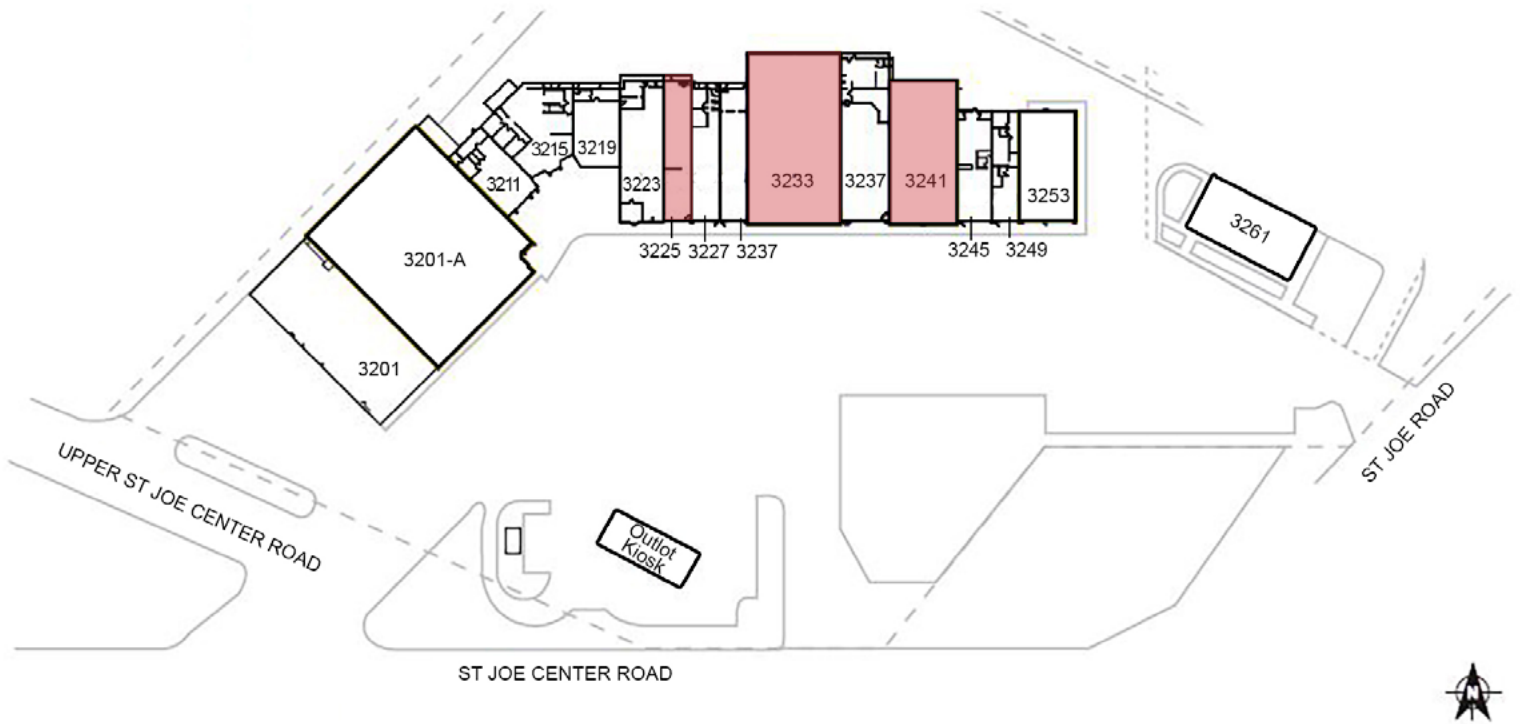 3215
3219
3211
3223
3233
3237
3241
3253
3225
3227
3237
3245
3249
3261
3201-A
3201
UPPER ST JOE CENTER ROAD
Outlot
Kiosk
ST JOE ROAD
ST JOE CENTER ROAD
N